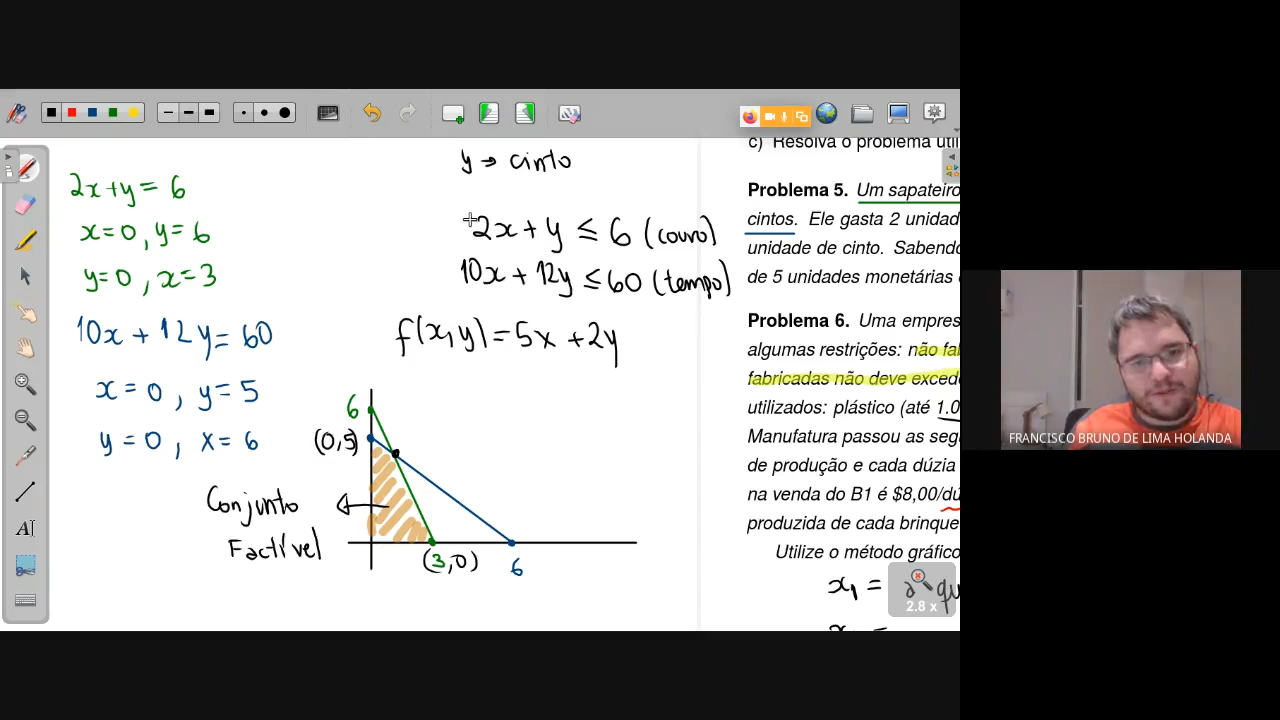 2x+y = 6
x=0, y=6
y=0, x=3
10x + 12y = 60
x = 0, y = 5
y = 0, x = 6
y → cinto
2x + y ≤ 6 (couro)
10x + 12y ≤ 60 (tempo)
f(x,y) = 5x + 2y
6
(0,5)
Conjunto
Factível
(3,0)
6
c) Resolva o problema util
Problema 5. Um sapateiro
cintos. Ele gasta 2 unidad
unidade de cinto. Sabendo
de 5 unidades monetárias
Problema 6. Uma empres
algumas restrições: não fab
fabricadas não deve excede
utilizados: plástico (até 1.0
Manufatura passou as seg
de produção e cada dúzia
na venda do B1 é $8,00/dú
produzida de cada brinque
Utilize o método gráfico
x₁ =
2.8 x
FRANCISCO BRUNO DE LIMA HOLANDA